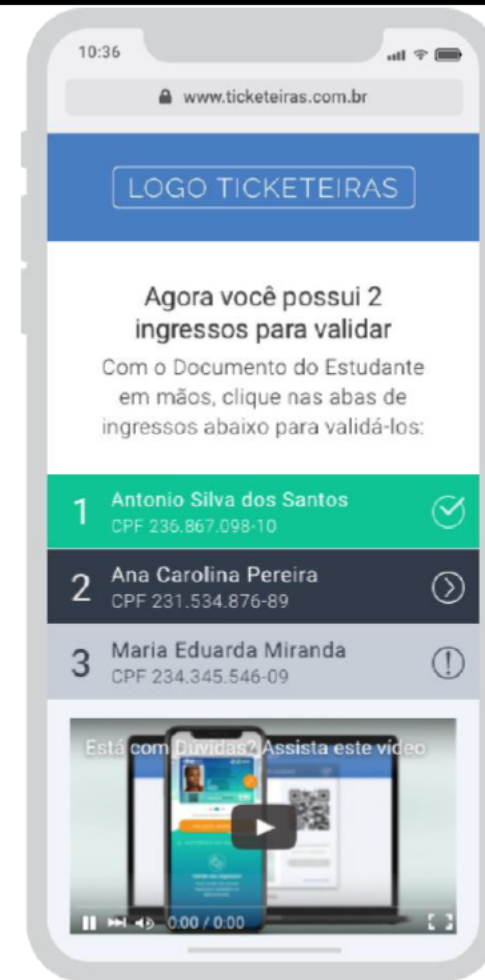 10:36
www.ticketeiras.com.br
LOGO TICKETEIRAS
Agora você possui 2
ingressos para validar
Com o Documento do Estudante
em mãos, clique nas abas de
ingressos abaixo para validá-los:
1 Antonio Silva dos Santos
CPF 236.867.098-10
2 Ana Carolina Pereira
CPF 231.534.876-89
3 Maria Eduarda Miranda
CPF 234.345.546-09
Está com Dúvidas? Assista este vídeo
0:00 / 0:00